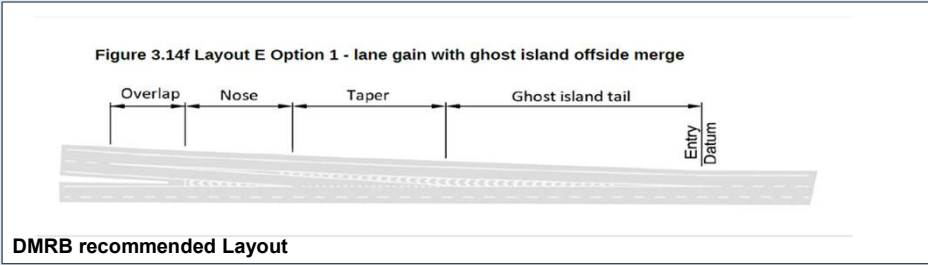 Figure 3.14f Layout E Option 1 - lane gain with ghost island offside merge
Overlap Nose Taper Ghost island tail
Entry
Datum
DMRB recommended Layout